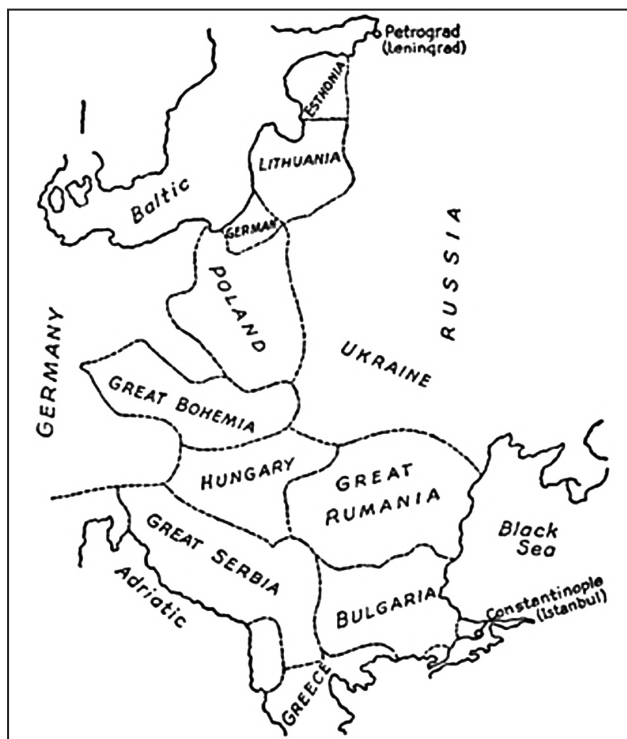 Petrograd
(Leningrad)
ESTHONIA
LITHUANIA
Baltic
GERMAN
POLAND
RUSSIA
GERMANY
UKRAINE
GREAT BOHEMIA
HUNGARY
GREAT
RUMANIA
GREAT SERBIA
Black
Sea
Adriatic
BULGARIA
Constantinople
(Istanbul)
GREECE